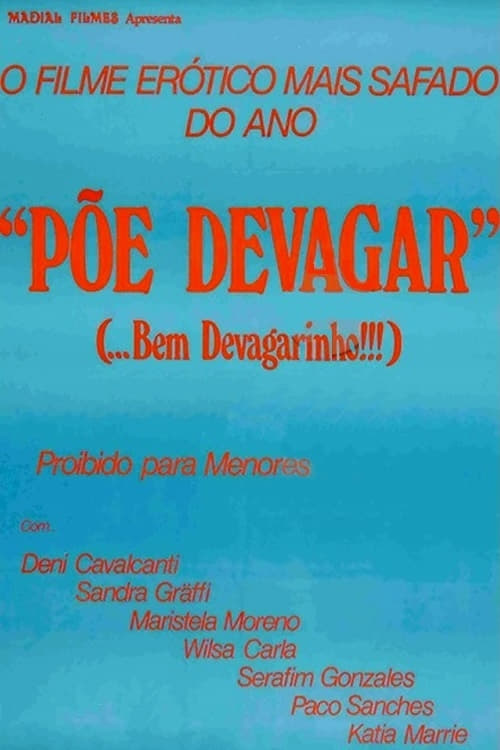 MADIAL FILMES Apresenta
O FILME ERÓTICO MAIS SAFADO
DO ANO
“PÕE DEVAGAR”
(...Bem Devagarinho!!!)
Proibido para Menores
Com..
Deni Cavalcanti
Sandra Gräffi
Maristela Moreno
Wilsa Carla
Serafim Gonzales
Paco Sanches
Katia Marrie